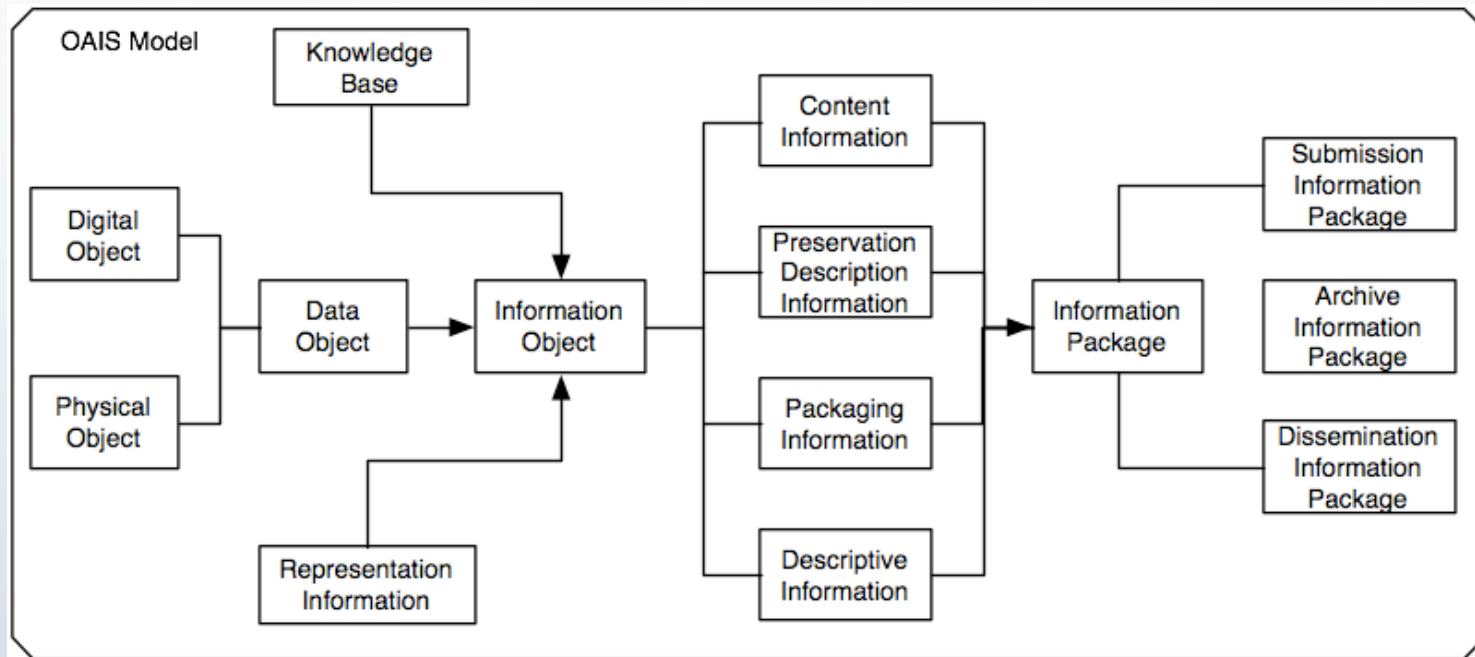 OAIS Model
Knowledge
Base
Digital
Object
Physical
Object
Data
Object
Information
Object
Representation
Information
Content
Information
Preservation
Description
Information
Packaging
Information
Descriptive
Information
Information
Package
Submission
Information
Package
Archive
Information
Package
Dissemination
Information
Package